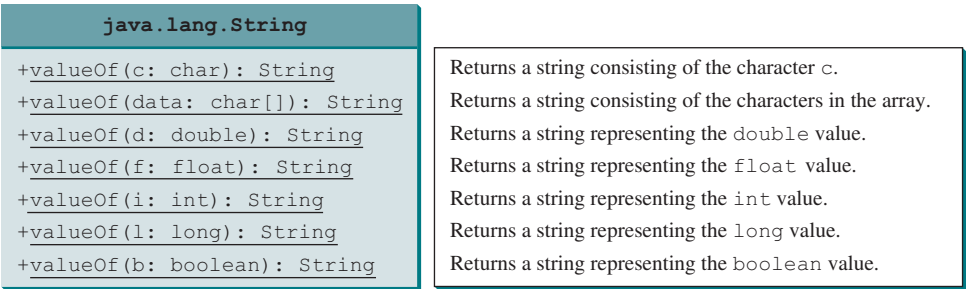 java.lang.String
+valueOf(c: char): String
Returns a string consisting of the character c.
+valueOf(data: char[]): String
Returns a string consisting of the characters in the array.
+valueOf(d: double): String
Returns a string representing the double value.
+valueOf(f: float): String
Returns a string representing the float value.
+valueOf(i: int): String
Returns a string representing the int value.
+valueOf(l: long): String
Returns a string representing the long value.
+valueOf(b: boolean): String
Returns a string representing the boolean value.